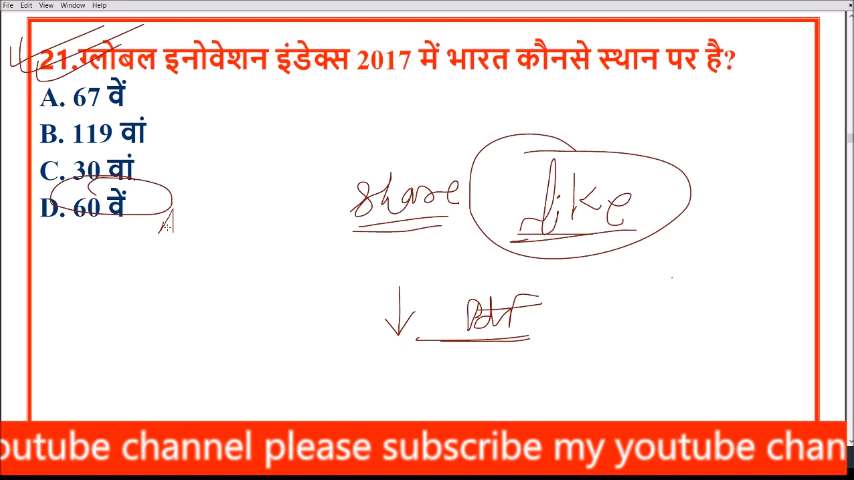 File Edit View Window Help
21.ग्लोबल इनोवेशन इंडेक्स 2017 में भारत कौनसे स्थान पर है?
A. 67 वें
B. 119 वां
C. 30 वां
D. 60 वें
share
like
Pdf
outube channel please subscribe my youtube chan